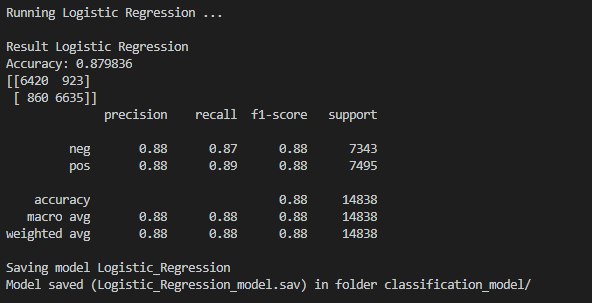 Running Logistic Regression ...
Result Logistic Regression
Accuracy: 0.879836
[[6420 923]
[ 860 6635]]
precision recall f1-score support
neg 0.88 0.87 0.88 7343
pos 0.88 0.89 0.88 7495
accuracy 0.88 14838
macro avg 0.88 0.88 0.88 14838
weighted avg 0.88 0.88 0.88 14838
Saving model Logistic_Regression
Model saved (Logistic_Regression_model.sav) in folder classification_model/